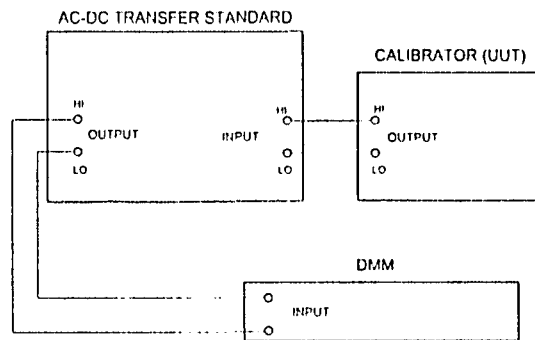 AC-DC TRANSFER STANDARD
CALIBRATOR (UUT)
HI
OUTPUT
LO
HI
INPUT
LO
HI
OUTPUT
LO
DMM
INPUT